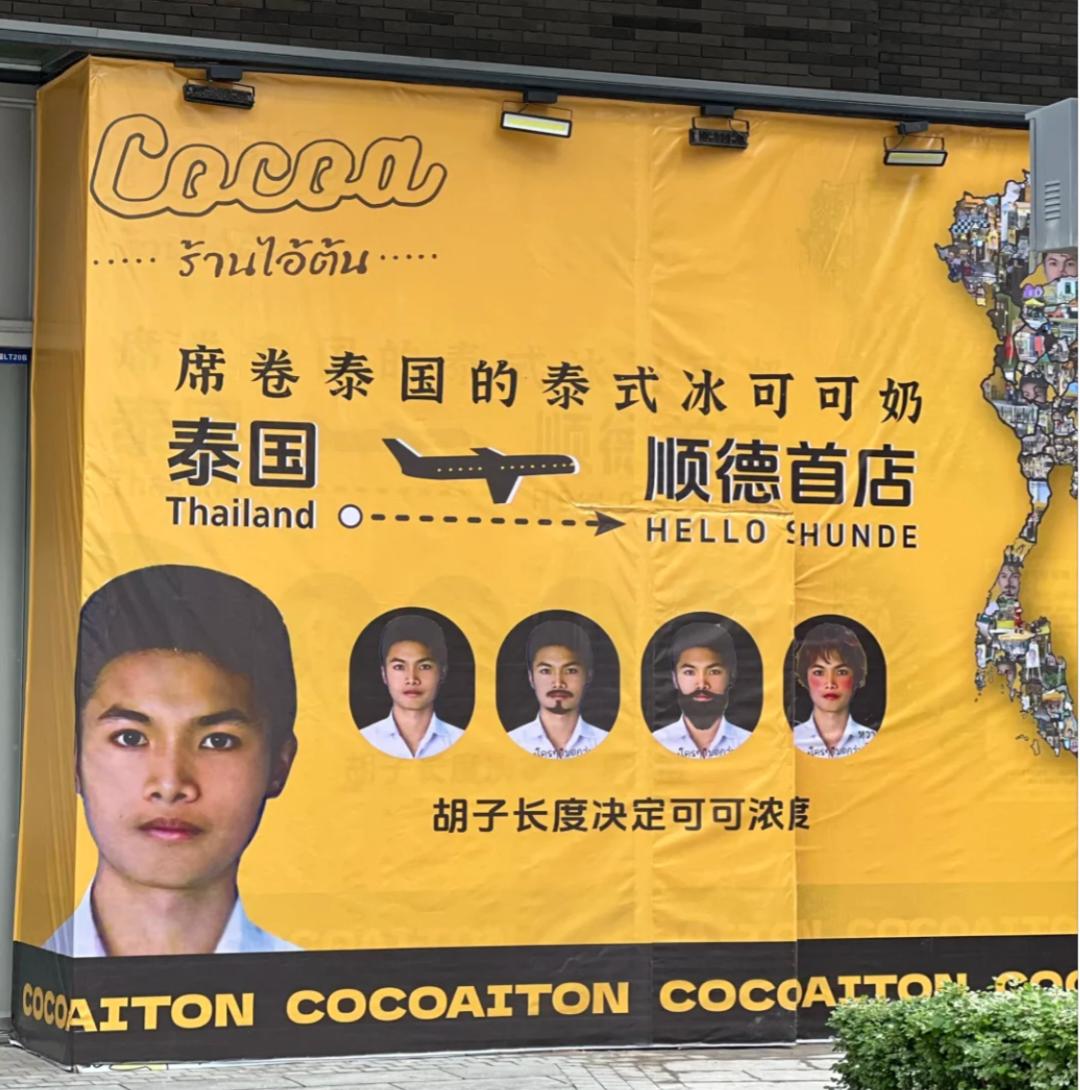 Cocoa
ร้านไอ้ต้น
席卷泰国的泰式冰可可奶
泰国
Thailand
顺德首店
HELLO SHUNDE
胡子长度决定可可浓度
COCOAITON COCOAITON COCOAITON COC
LT20B